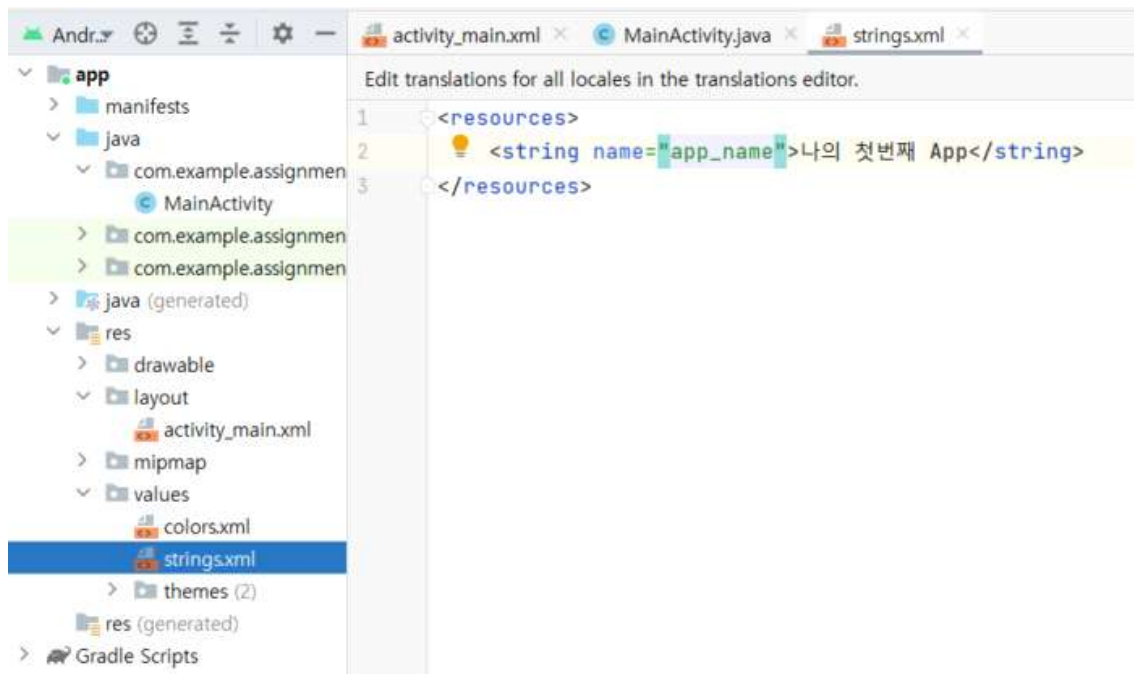 Andr...
activity_main.xml
MainActivity.java
strings.xml
app
manifests
java
com.example.assignmen
MainActivity
com.example.assignmen
com.example.assignmen
java (generated)
res
drawable
layout
activity_main.xml
mipmap
values
colors.xml
strings.xml
themes (2)
res (generated)
Gradle Scripts
Edit translations for all locales in the translations editor.
1 <resources>
2 <string name="app_name">나의 첫번째 App</string>
3 </resources>